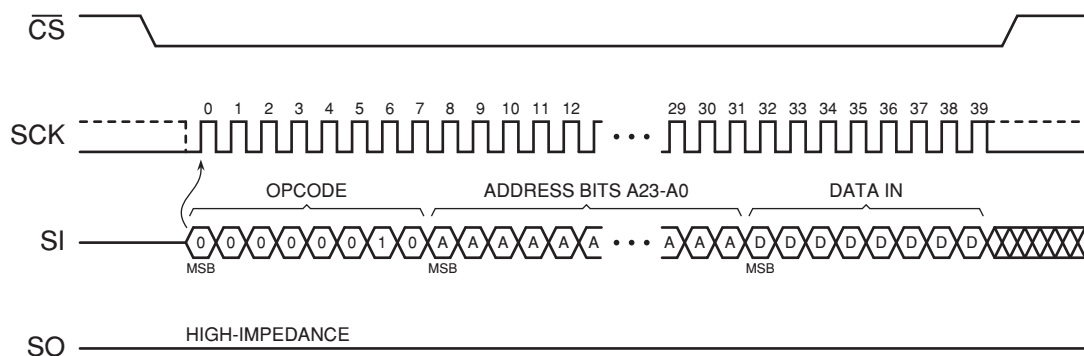 CS
0 1 2 3 4 5 6 7 8 9 10 11 12 29 30 31 32 33 34 35 36 37 38 39
SCK
OPCODE ADDRESS BITS A23-A0 DATA IN
SI 0 0 0 0 0 0 1 0 A A A A A A A A A D D D D D D D D
MSB MSB MSB
HIGH-IMPEDANCE
SO